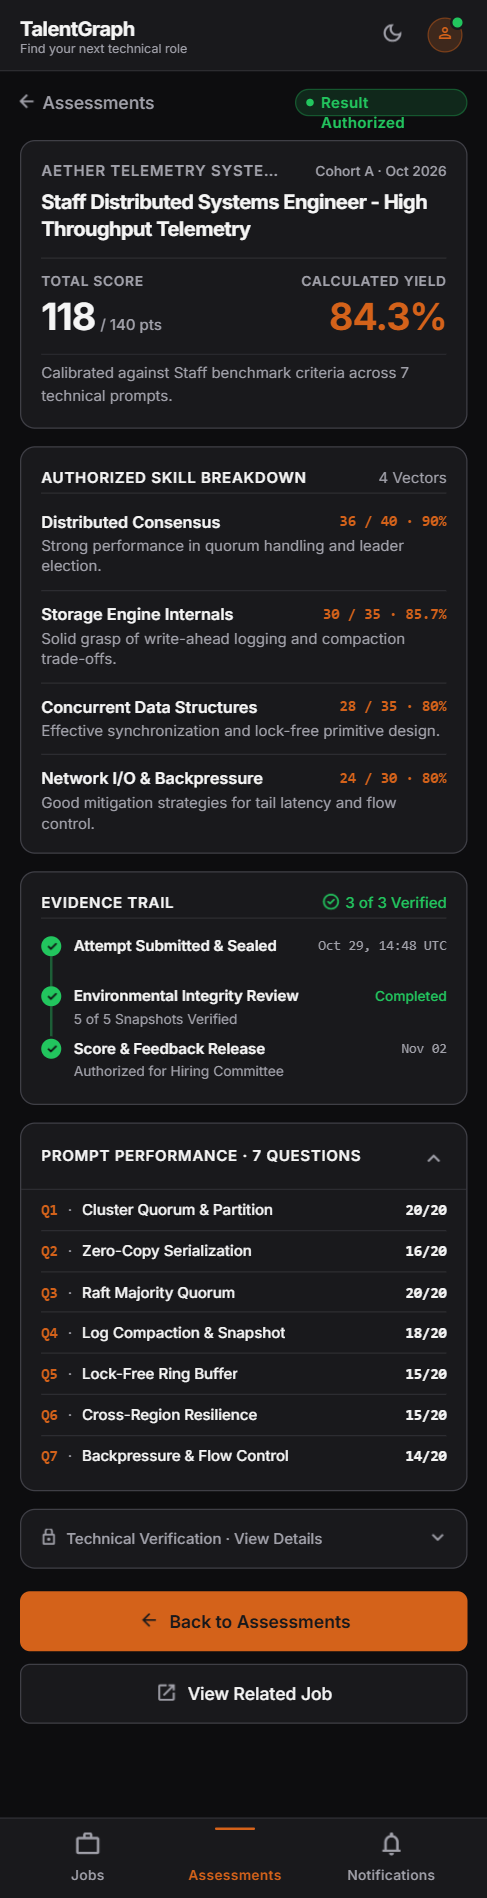 TalentGraph
Find your next technical role
Assessments
Result
Authorized
AETHER TELEMETRY SYSTE...
Cohort A · Oct 2026
Staff Distributed Systems Engineer - High
Throughput Telemetry
TOTAL SCORE
CALCULATED YIELD
118 / 140 pts
84.3%
Calibrated against Staff benchmark criteria across 7
technical prompts.
AUTHORIZED SKILL BREAKDOWN
4 Vectors
Distributed Consensus
36 / 40 · 90%
Strong performance in quorum handling and leader
election.
Storage Engine Internals
30 / 35 · 85.7%
Solid grasp of write-ahead logging and compaction
trade-offs.
Concurrent Data Structures
28 / 35 · 80%
Effective synchronization and lock-free primitive design.
Network I/O & Backpressure
24 / 30 · 80%
Good mitigation strategies for tail latency and flow
control.
EVIDENCE TRAIL
3 of 3 Verified
Attempt Submitted & Sealed
Oct 29, 14:48 UTC
Environmental Integrity Review
Completed
5 of 5 Snapshots Verified
Score & Feedback Release
Nov 02
Authorized for Hiring Committee
PROMPT PERFORMANCE · 7 QUESTIONS
Q1 · Cluster Quorum & Partition 20/20
Q2 · Zero-Copy Serialization 16/20
Q3 · Raft Majority Quorum 20/20
Q4 · Log Compaction & Snapshot 18/20
Q5 · Lock-Free Ring Buffer 15/20
Q6 · Cross-Region Resilience 15/20
Q7 · Backpressure & Flow Control 14/20
Technical Verification · View Details
Back to Assessments
View Related Job
Jobs
Assessments
Notifications